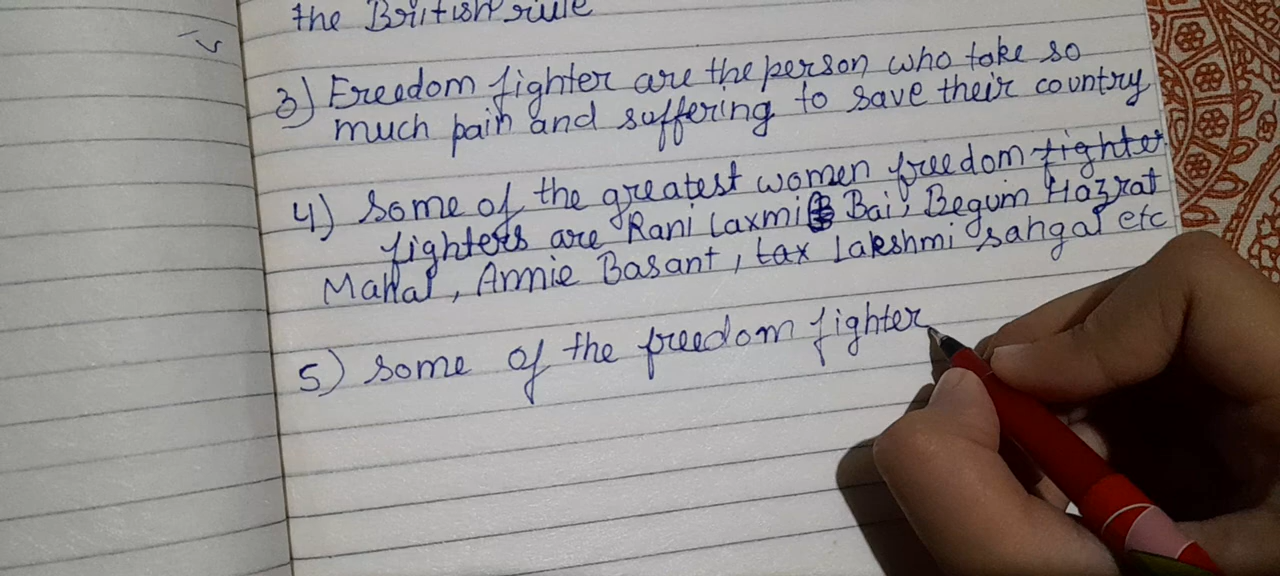 the British rule
3) Freedom fighter are the person who take so
much pain and suffering to save their country
4) Some of the greatest women freedom fighter
fighters are Rani Laxmi Bai, Begum Hazrat
Mahal, Annie Basant, tax Lakshmi sahgal etc
5) Some of the freedom fighter